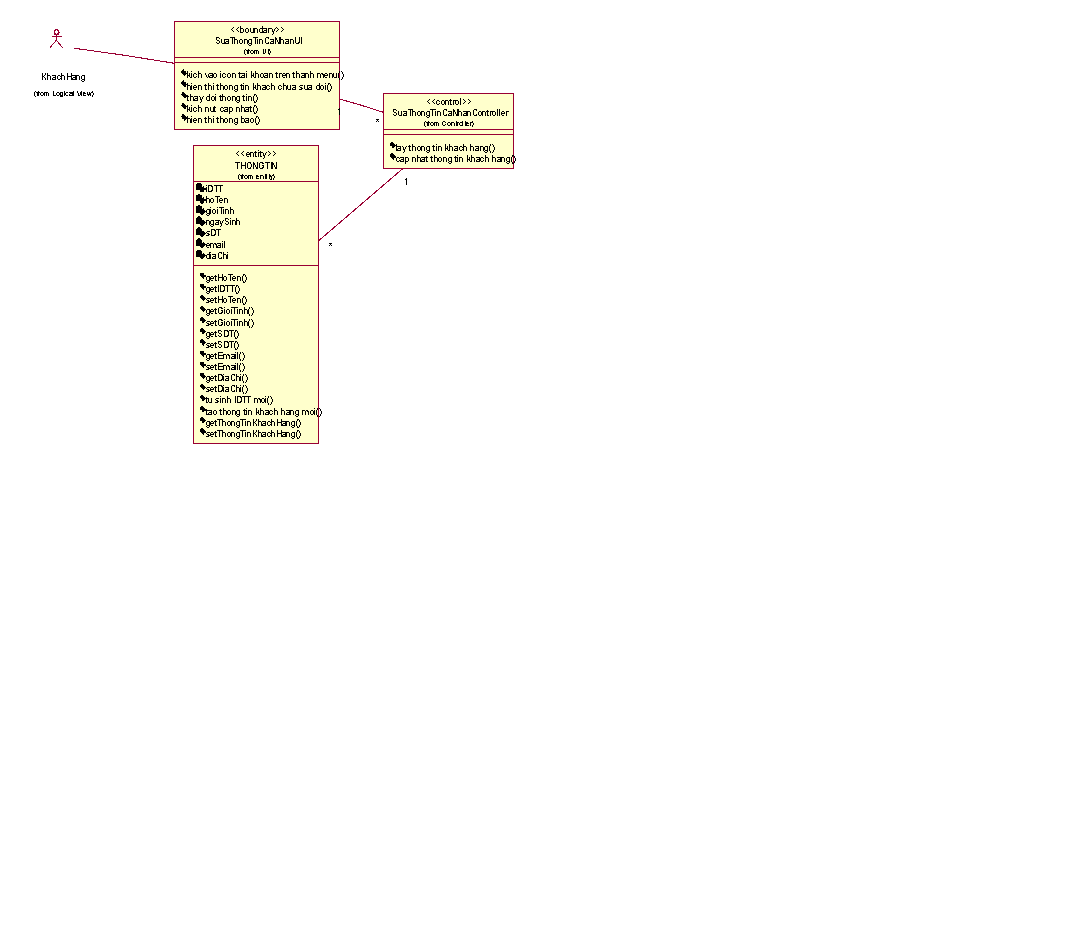 KhachHang
(from Logical View)
<<boundary>>
SuaThongTinCaNhanUI
(from UI)
kich vao icon tai khoan tren thanh menu()
hien thi thong tin khach chua sua doi()
thay doi thong tin()
kich nut cap nhat()
hien thi thong bao()
*
<<control>>
SuaThongTinCaNhanController
(from Controller)
lay thong tin khach hang()
cap nhat thong tin khach hang()
1
*
<<entity>>
THONGTIN
(from entity)
IDTT
hoTen
gioiTinh
ngaySinh
sDT
email
diaChi
getHoTen()
getIDTT()
setHoTen()
getGioiTinh()
setGioiTinh()
getSDT()
setSDT()
getEmail()
setEmail()
getDiaChi()
setDiaChi()
tu sinh IDTT moi()
tao thong tin khach hang moi()
getThongTinKhachHang()
setThongTinKhachHang()